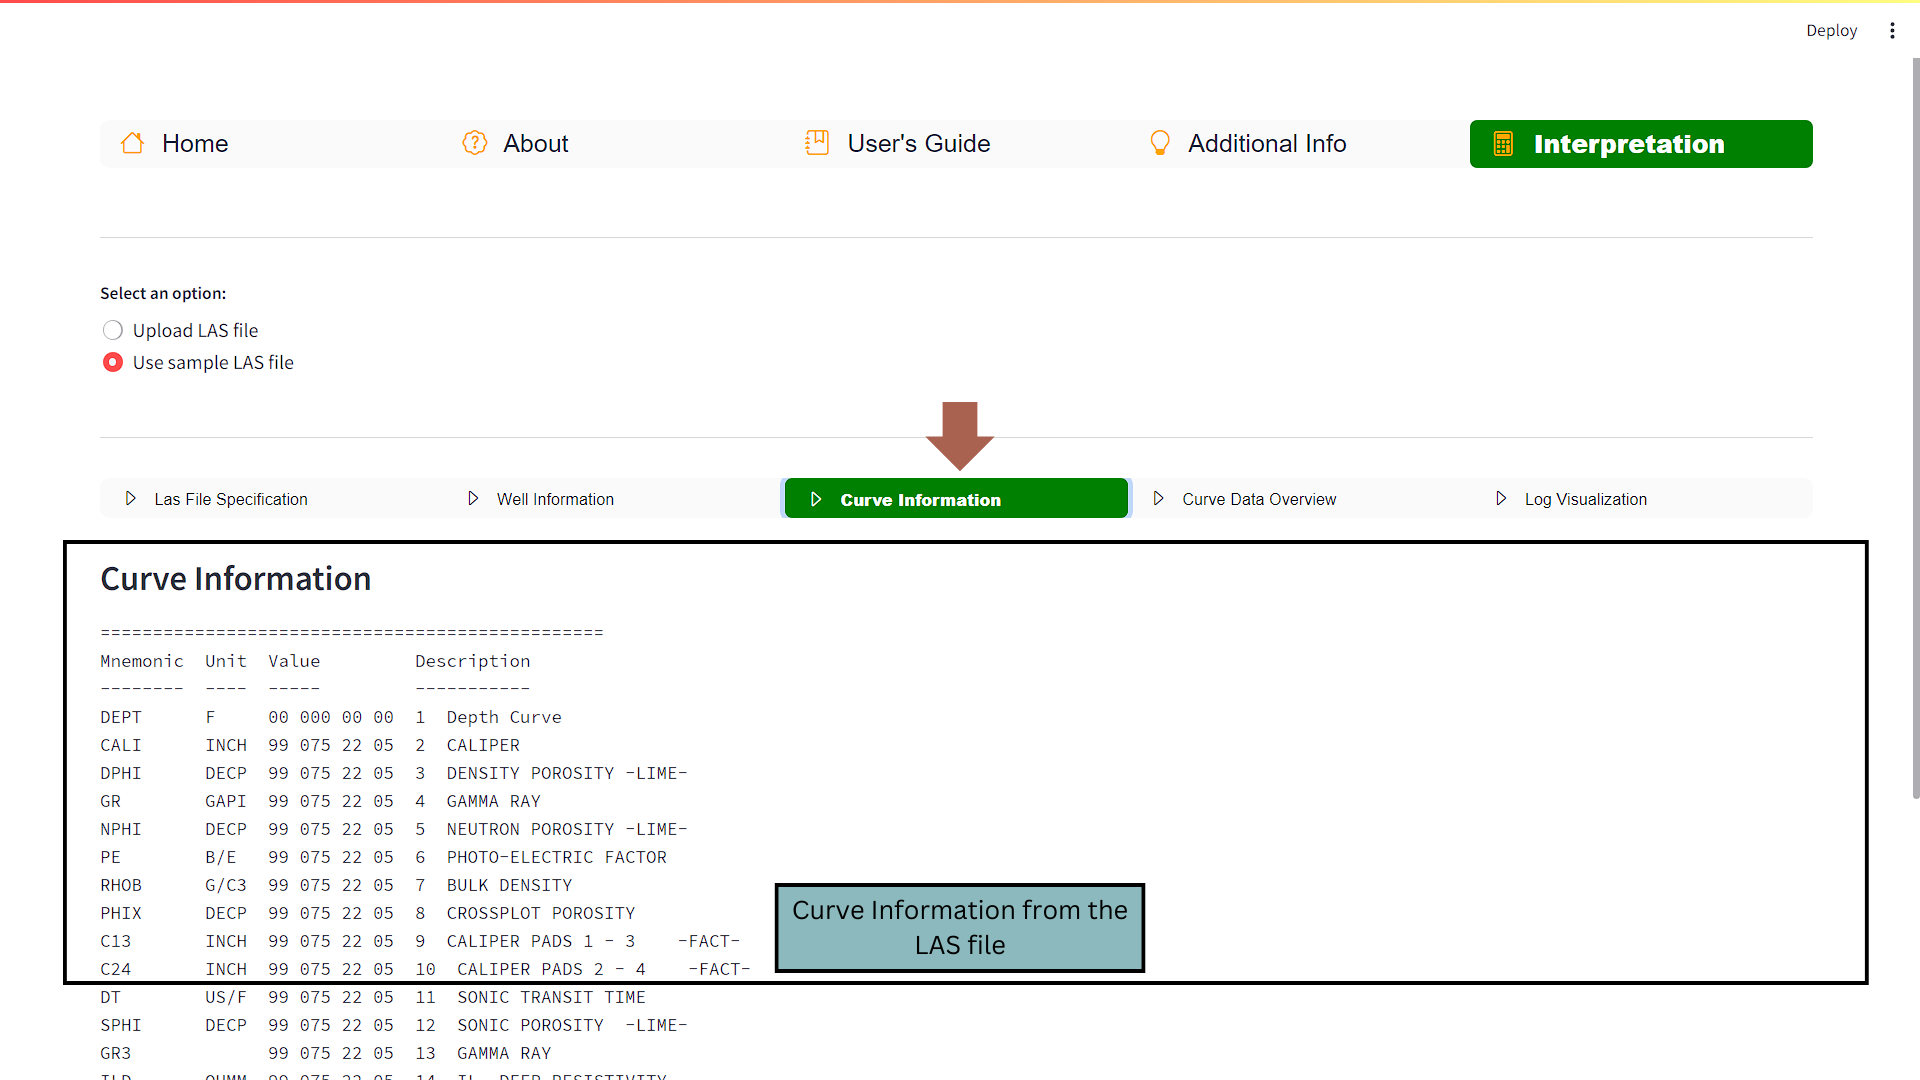 Deploy
Home About User's Guide Additional Info Interpretation
Select an option:
Upload LAS file
Use sample LAS file
Las File Specification Well Information Curve Information Curve Data Overview Log Visualization
Curve Information
================================================
Mnemonic  Unit  Value         Description
--------  ----  -----         -----------
DEPT      F     00 000 00 00  1  Depth Curve
CALI      INCH  99 075 22 05  2  CALIPER
DPHI      DECP  99 075 22 05  3  DENSITY POROSITY -LIME-
GR        GAPI  99 075 22 05  4  GAMMA RAY
NPHI      DECP  99 075 22 05  5  NEUTRON POROSITY -LIME-
PE        B/E   99 075 22 05  6  PHOTO-ELECTRIC FACTOR
RHOB      G/C3  99 075 22 05  7  BULK DENSITY
PHIX      DECP  99 075 22 05  8  CROSSPLOT POROSITY
C13       INCH  99 075 22 05  9  CALIPER PADS 1 - 3    -FACT-
C24       INCH  99 075 22 05  10  CALIPER PADS 2 - 4    -FACT-
DT        US/F  99 075 22 05  11  SONIC TRANSIT TIME
SPHI      DECP  99 075 22 05  12  SONIC POROSITY  -LIME-
GR3             99 075 22 05  13  GAMMA RAY
Curve Information from the
LAS file